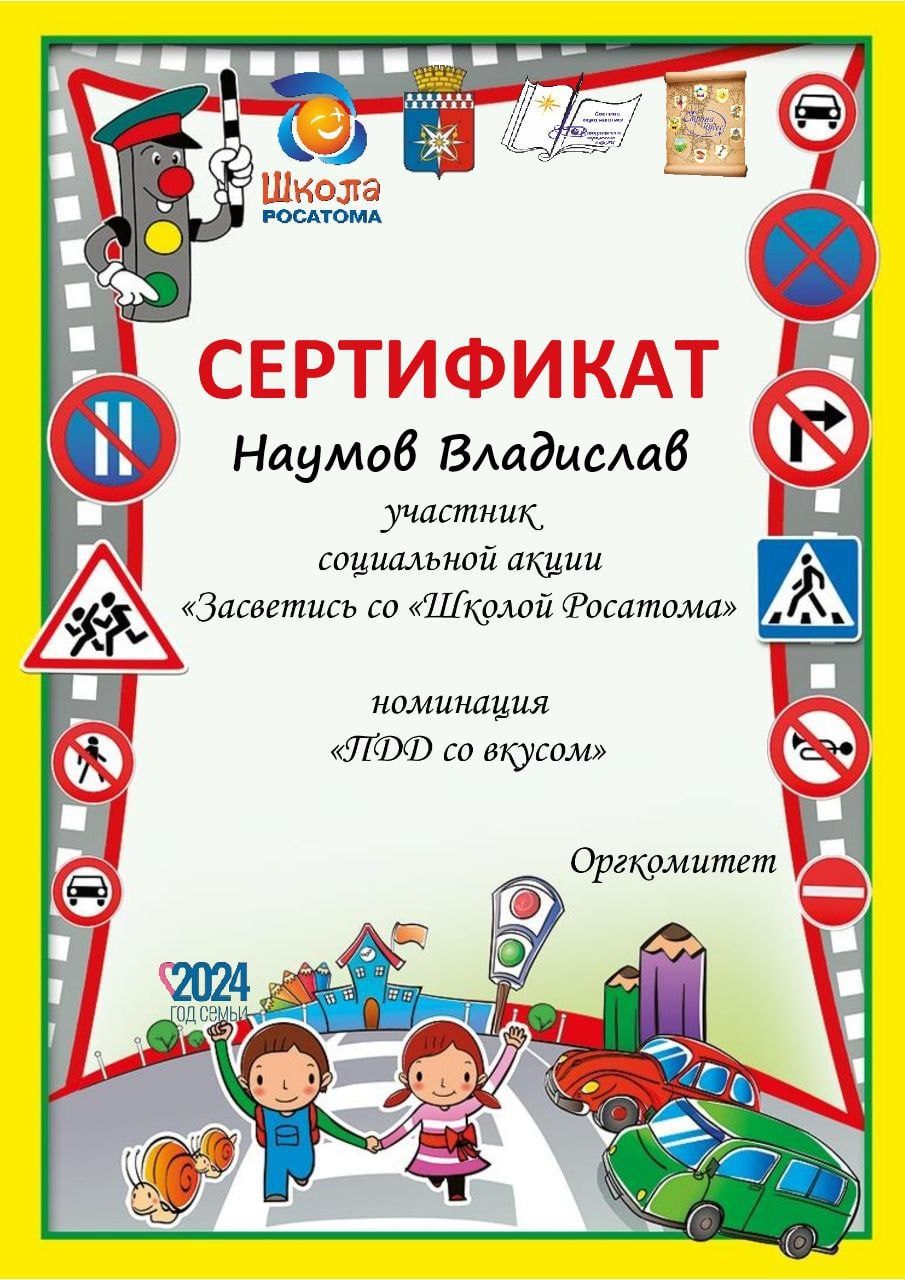 Школа
РОСАТОМА
СЕРТИФИКАТ
Наумов Владислав
участник
социальной акции
«Засветись со «Школой Росатома»
номинация
«ПДД со вкусом»
Оргкомитет
2024
ГОД СЕМЬИ